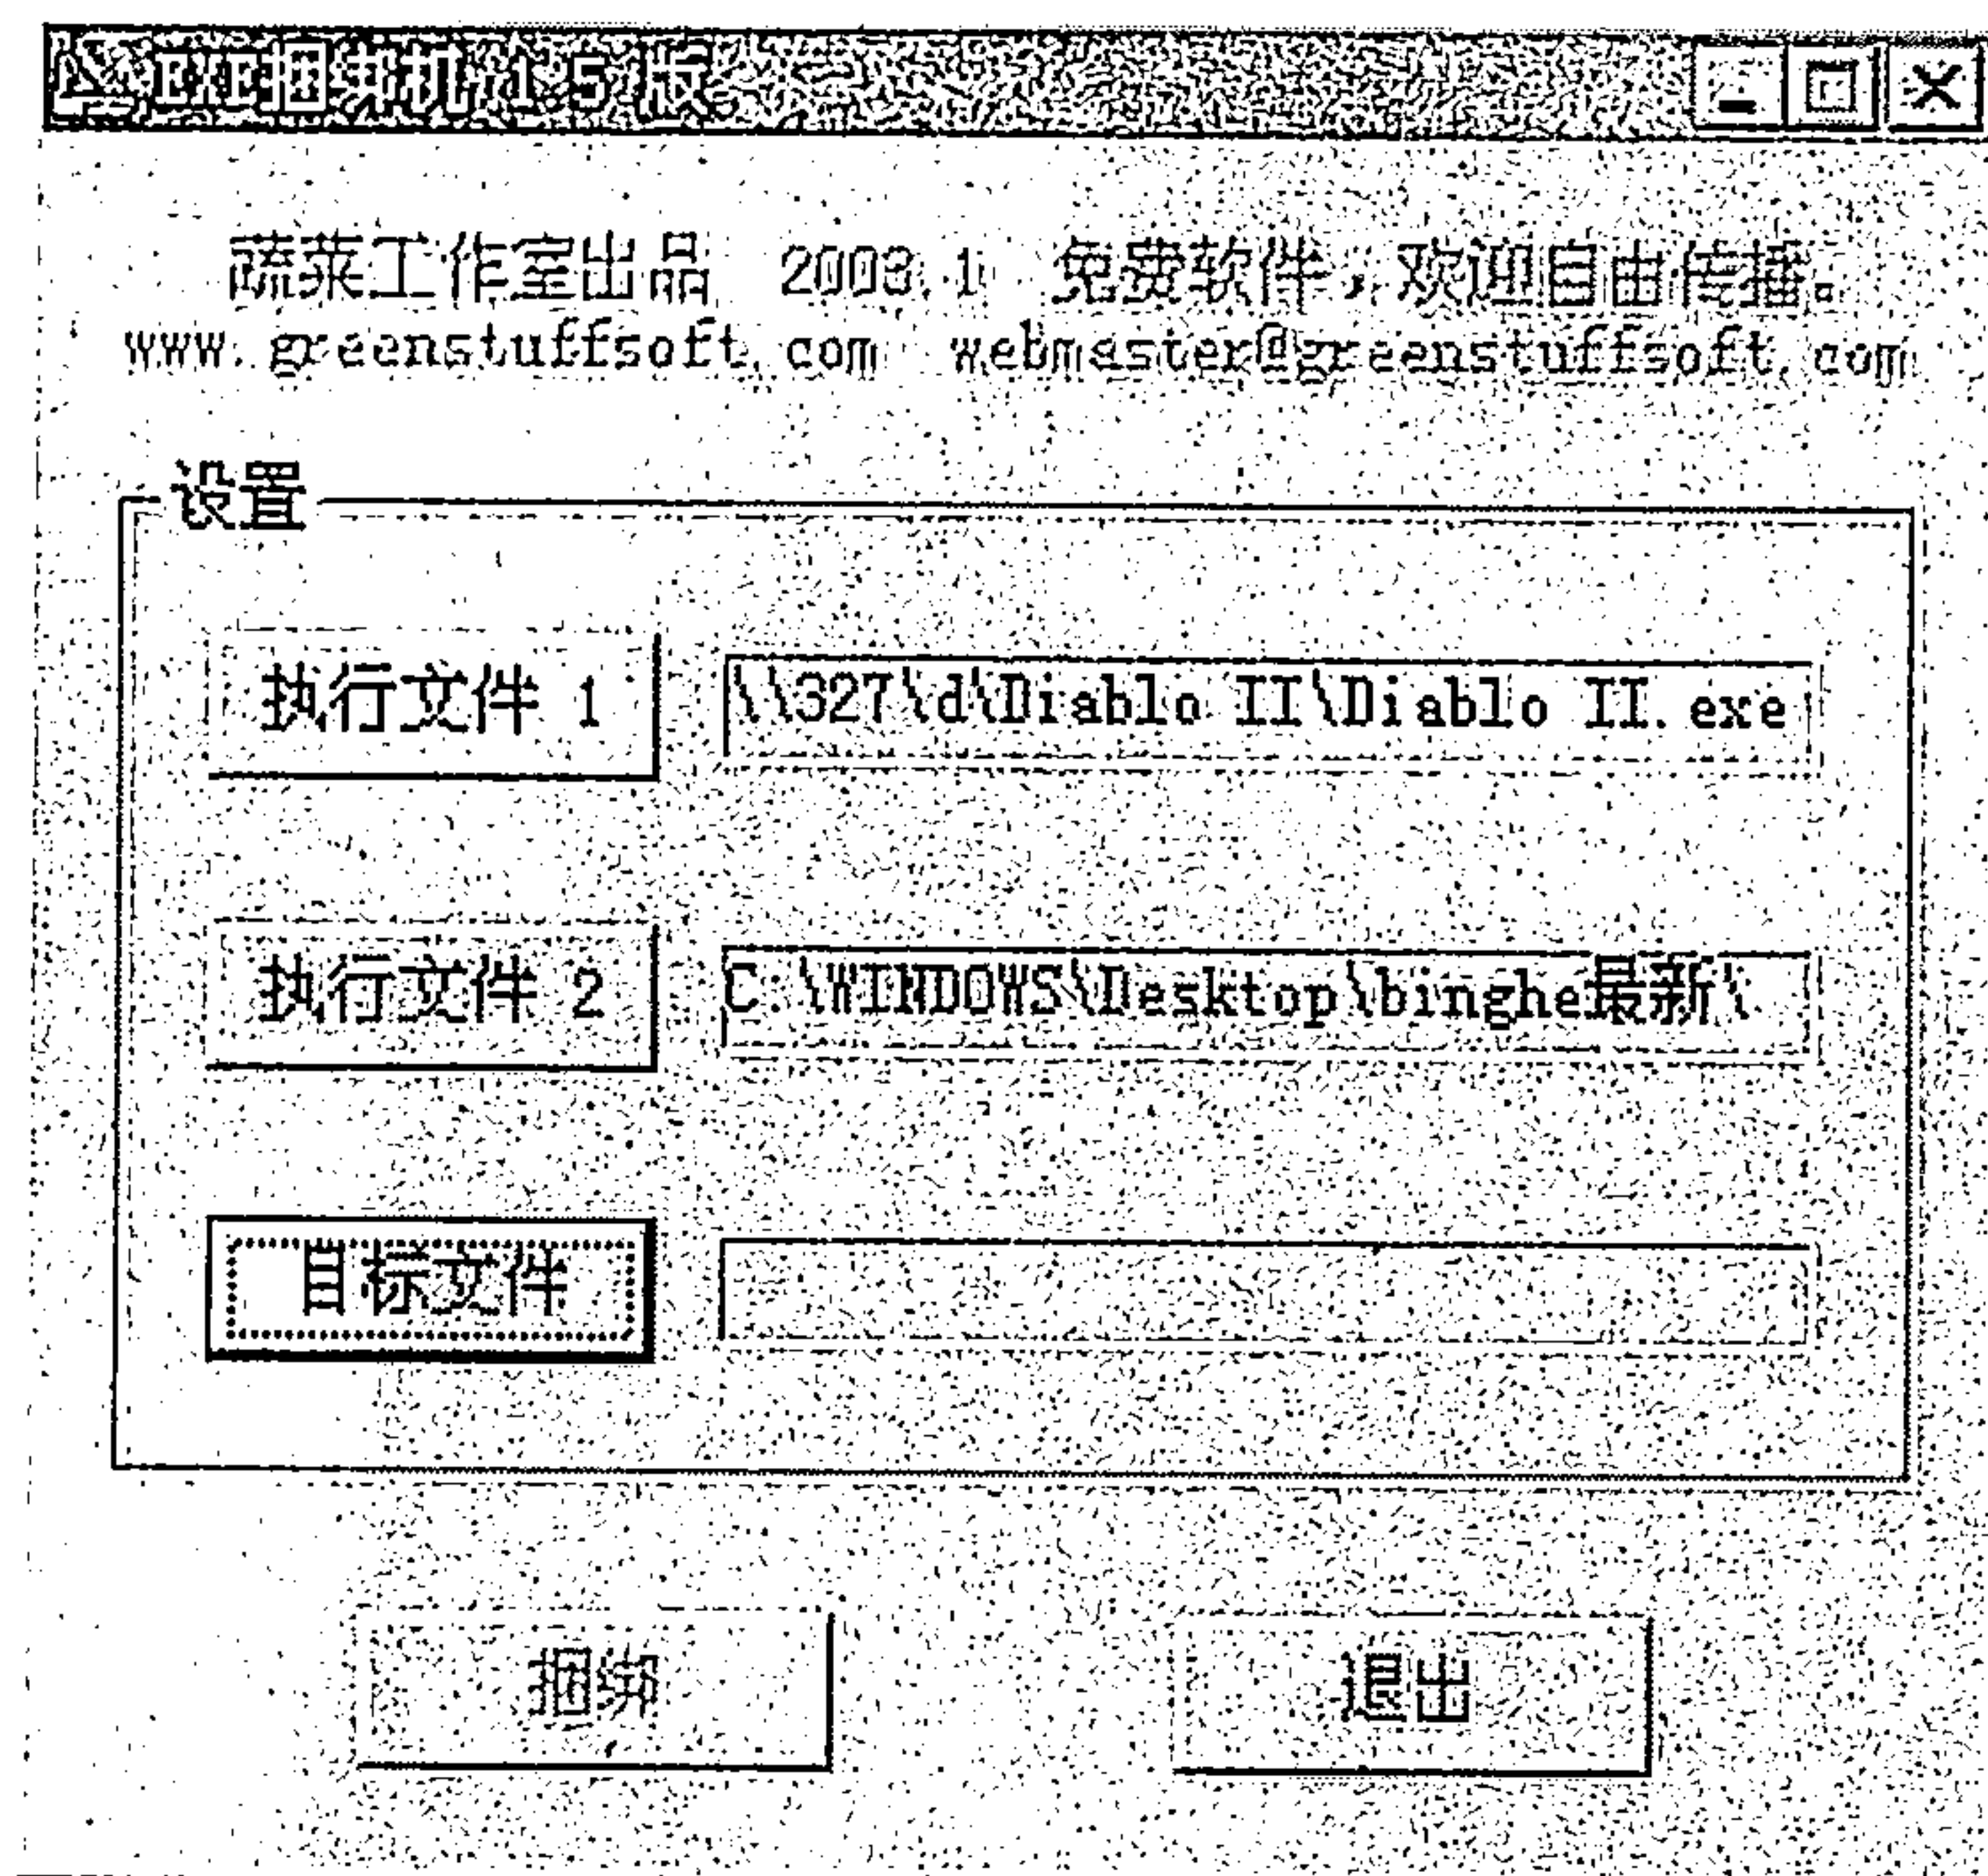 EXE捆绑机 1.5 版
蔬菜工作室出品 2003.1 免费软件，欢迎自由传播。
www.greenstuffsoft.com webmaster@greenstuffsoft.com
设置
执行文件 1 \\327\d\Diablo II\Diablo II.exe
执行文件 2 C:\WINDOWS\Desktop\binghe最新\
目标文件
捆绑 退出